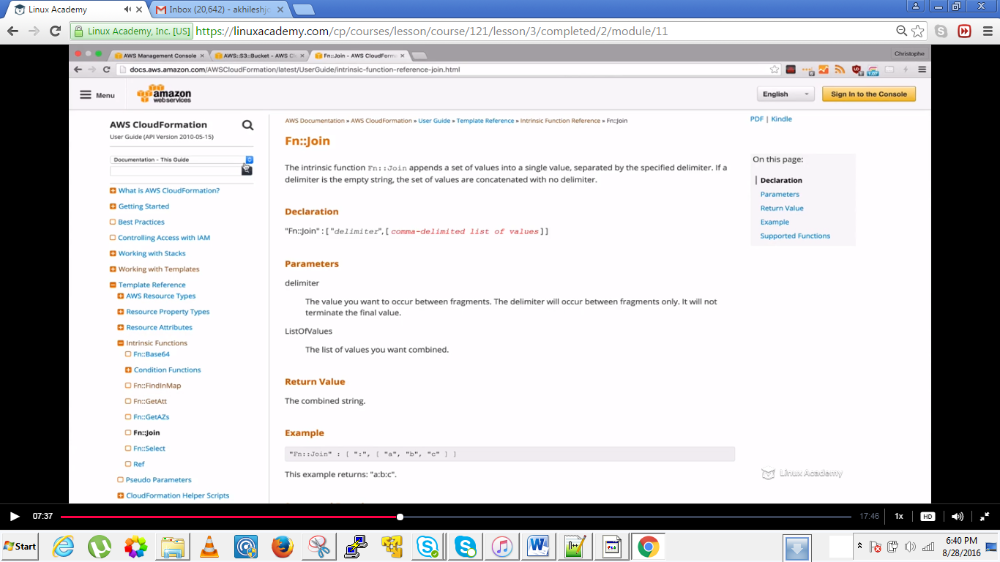 Linux Academy
Inbox (20,642) - akhileshjo
Linux Academy, Inc. [US]
https://linuxacademy.com/cp/courses/lesson/course/121/lesson/3/completed/2/module/11
AWS Management Console
AWS::S3::Bucket - AWS Cl
Fn::Join - AWS CloudForm
Christophe
docs.aws.amazon.com/AWSCloudFormation/latest/UserGuide/intrinsic-function-reference-join.html
Menu
amazon
web services
English
Sign In to the Console
AWS CloudFormation
User Guide (API Version 2010-05-15)
Documentation - This Guide
What is AWS CloudFormation?
Getting Started
Best Practices
Controlling Access with IAM
Working with Stacks
Working with Templates
Template Reference
AWS Resource Types
Resource Property Types
Resource Attributes
Intrinsic Functions
Fn::Base64
Condition Functions
Fn::FindInMap
Fn::GetAtt
Fn::GetAZs
Fn::Join
Fn::Select
Ref
Pseudo Parameters
CloudFormation Helper Scripts
AWS Documentation » AWS CloudFormation » User Guide » Template Reference » Intrinsic Function Reference » Fn::Join
Fn::Join
The intrinsic function Fn::Join appends a set of values into a single value, separated by the specified delimiter. If a
delimiter is the empty string, the set of values are concatenated with no delimiter.
Declaration
"Fn::Join" : [ "delimiter", [ comma-delimited list of values ] ]
Parameters
delimiter
The value you want to occur between fragments. The delimiter will occur between fragments only. It will not
terminate the final value.
ListOfValues
The list of values you want combined.
Return Value
The combined string.
Example
"Fn::Join" : [ ":", [ "a", "b", "c" ] ]
This example returns: "a:b:c".
PDF | Kindle
On this page:
Declaration
Parameters
Return Value
Example
Supported Functions
Linux Academy
07:37
17:46
1x
HD
Start
6:40 PM
8/28/2016